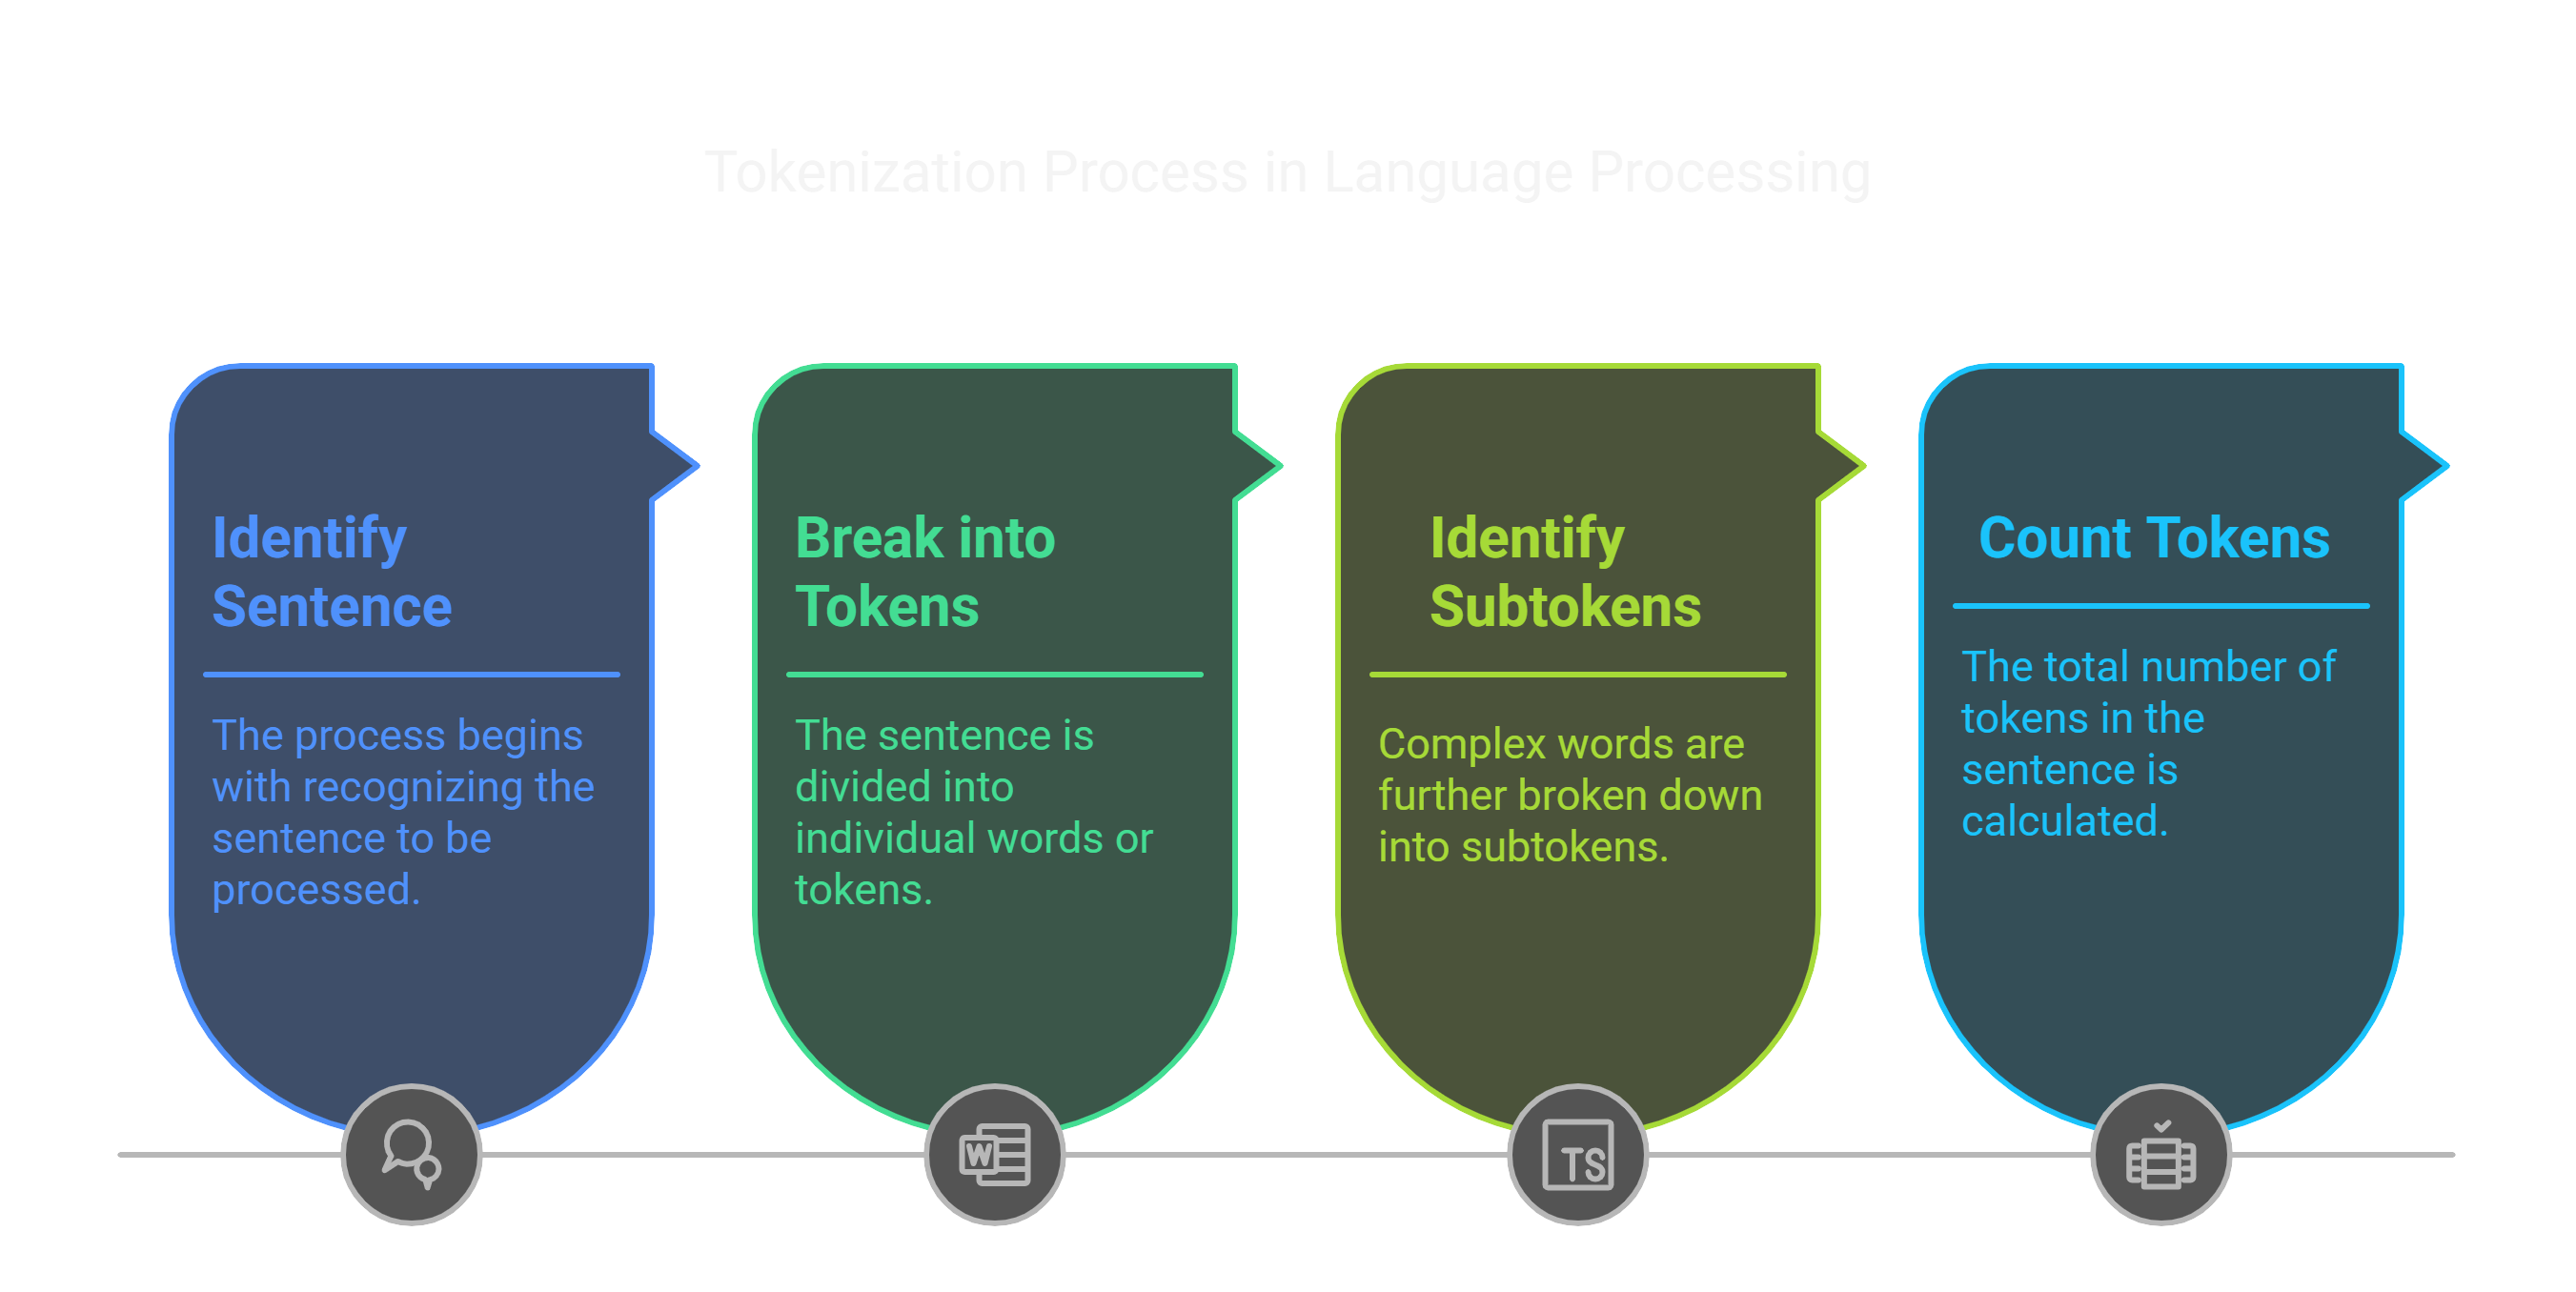 Tokenization Process in Language Processing
Identify
Sentence
The process begins
with recognizing the
sentence to be
processed.
Break into
Tokens
The sentence is
divided into
individual words or
tokens.
Identify
Subtokens
Complex words are
further broken down
into subtokens.
Count Tokens
The total number of
tokens in the
sentence is
calculated.
W
TS